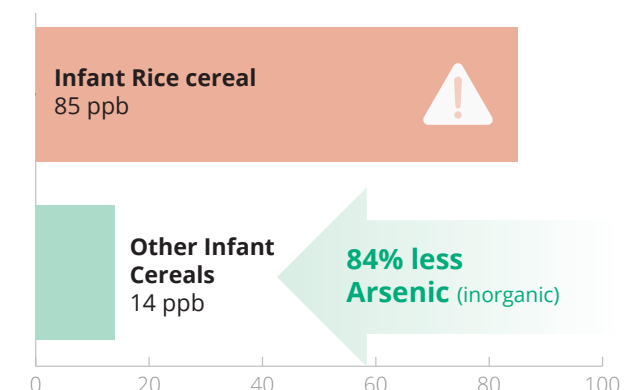 Infant Rice cereal
85 ppb
Other Infant
Cereals
14 ppb
84% less
Arsenic (inorganic)
0 20 40 60 80 100